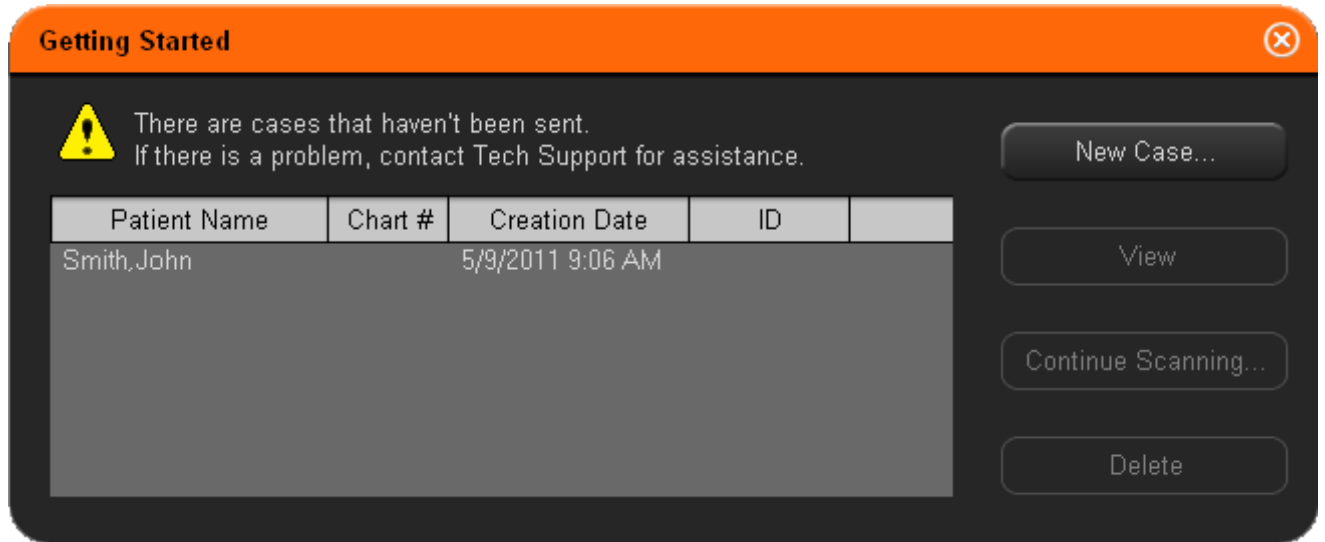 Getting Started
There are cases that haven't been sent.
If there is a problem, contact Tech Support for assistance.
New Case...
Patient Name Chart # Creation Date ID
Smith,John 5/9/2011 9:06 AM
View
Continue Scanning...
Delete